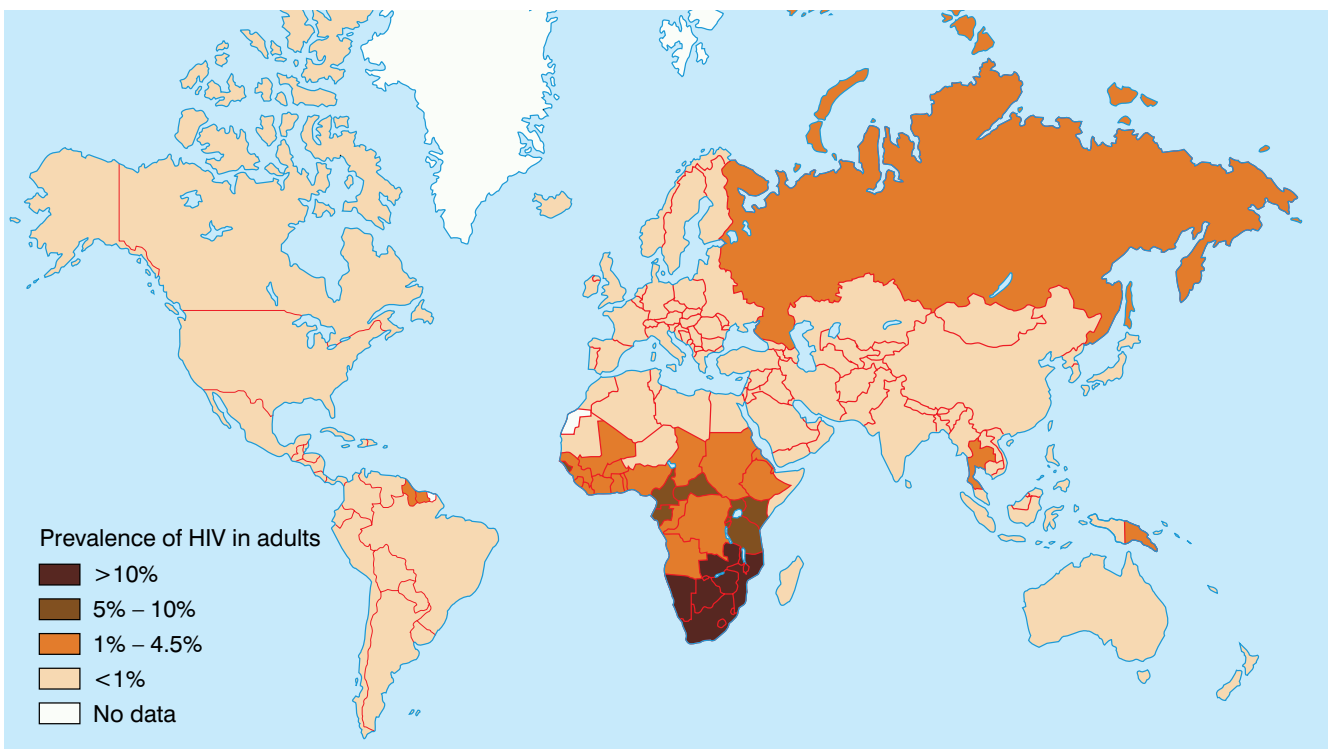 Prevalence of HIV in adults
>10%
5% – 10%
1% – 4.5%
<1%
No data